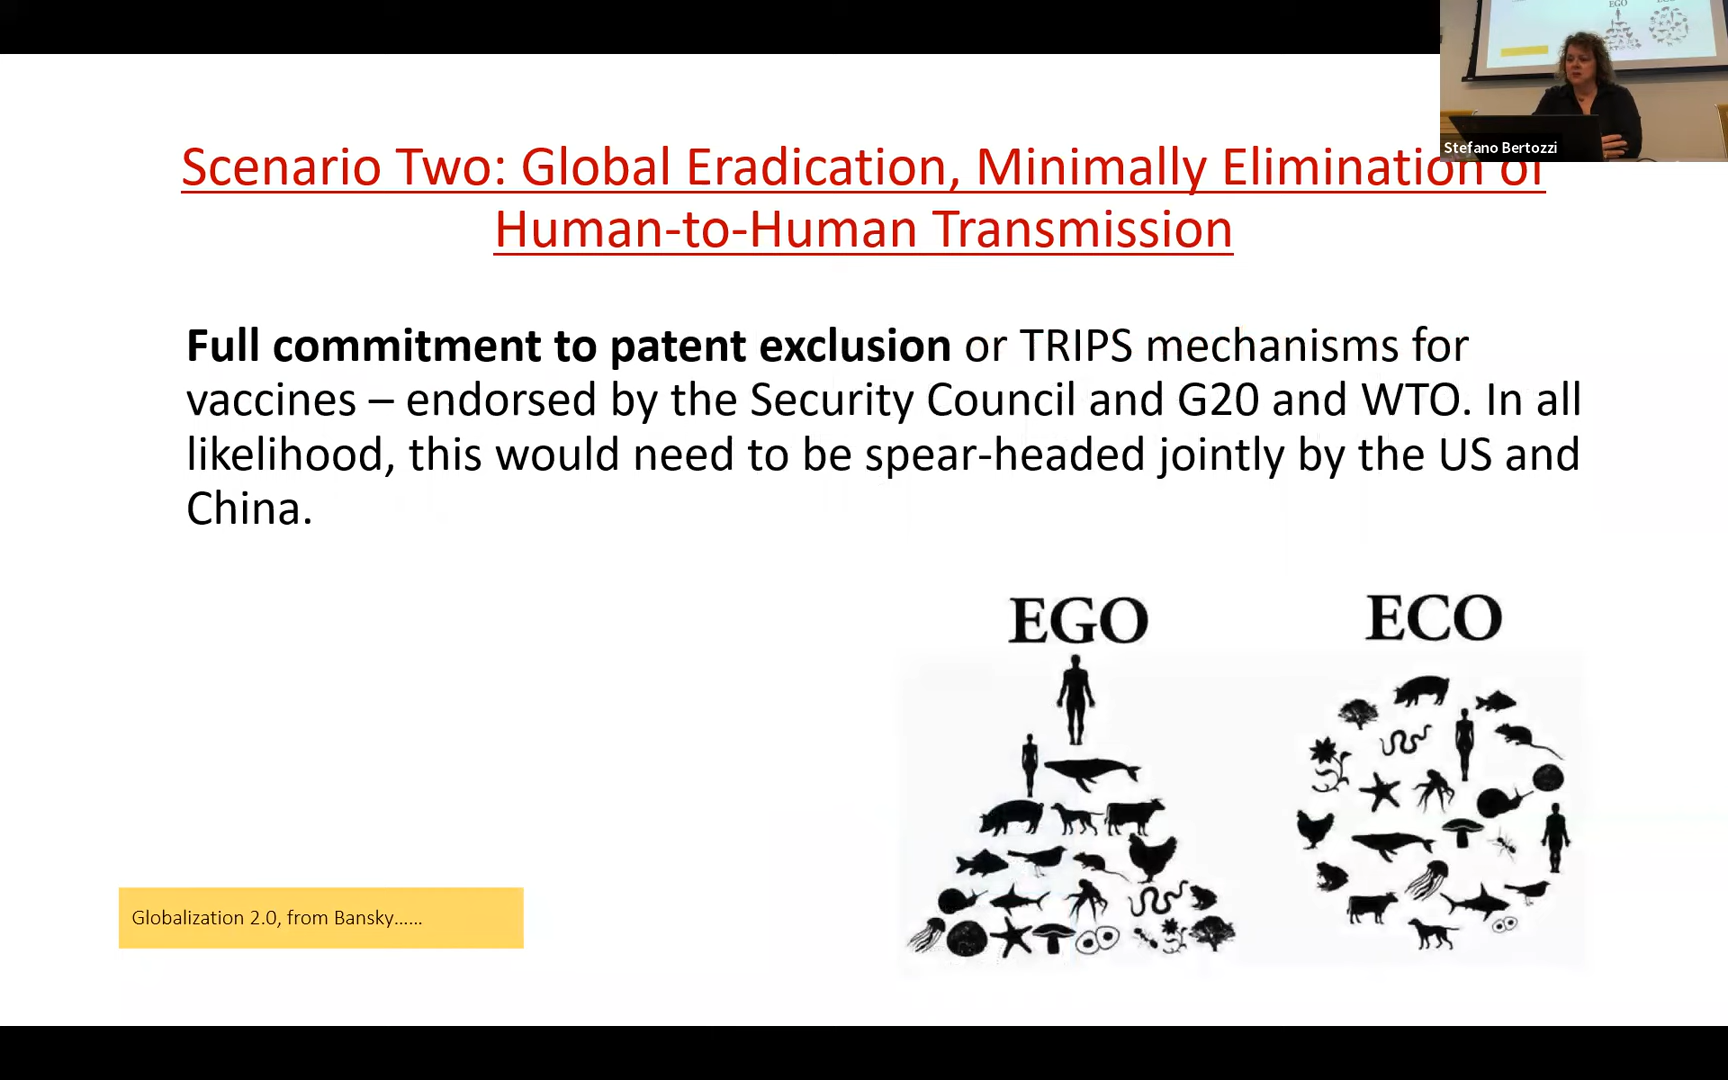 Scenario Two: Global Eradication, Minimally Elimination of
Human-to-Human Transmission
Stefano Bertozzi
Full commitment to patent exclusion or TRIPS mechanisms for
vaccines – endorsed by the Security Council and G20 and WTO. In all
likelihood, this would need to be spear-headed jointly by the US and
China.
EGO
ECO
Globalization 2.0, from Bansky......
EGO